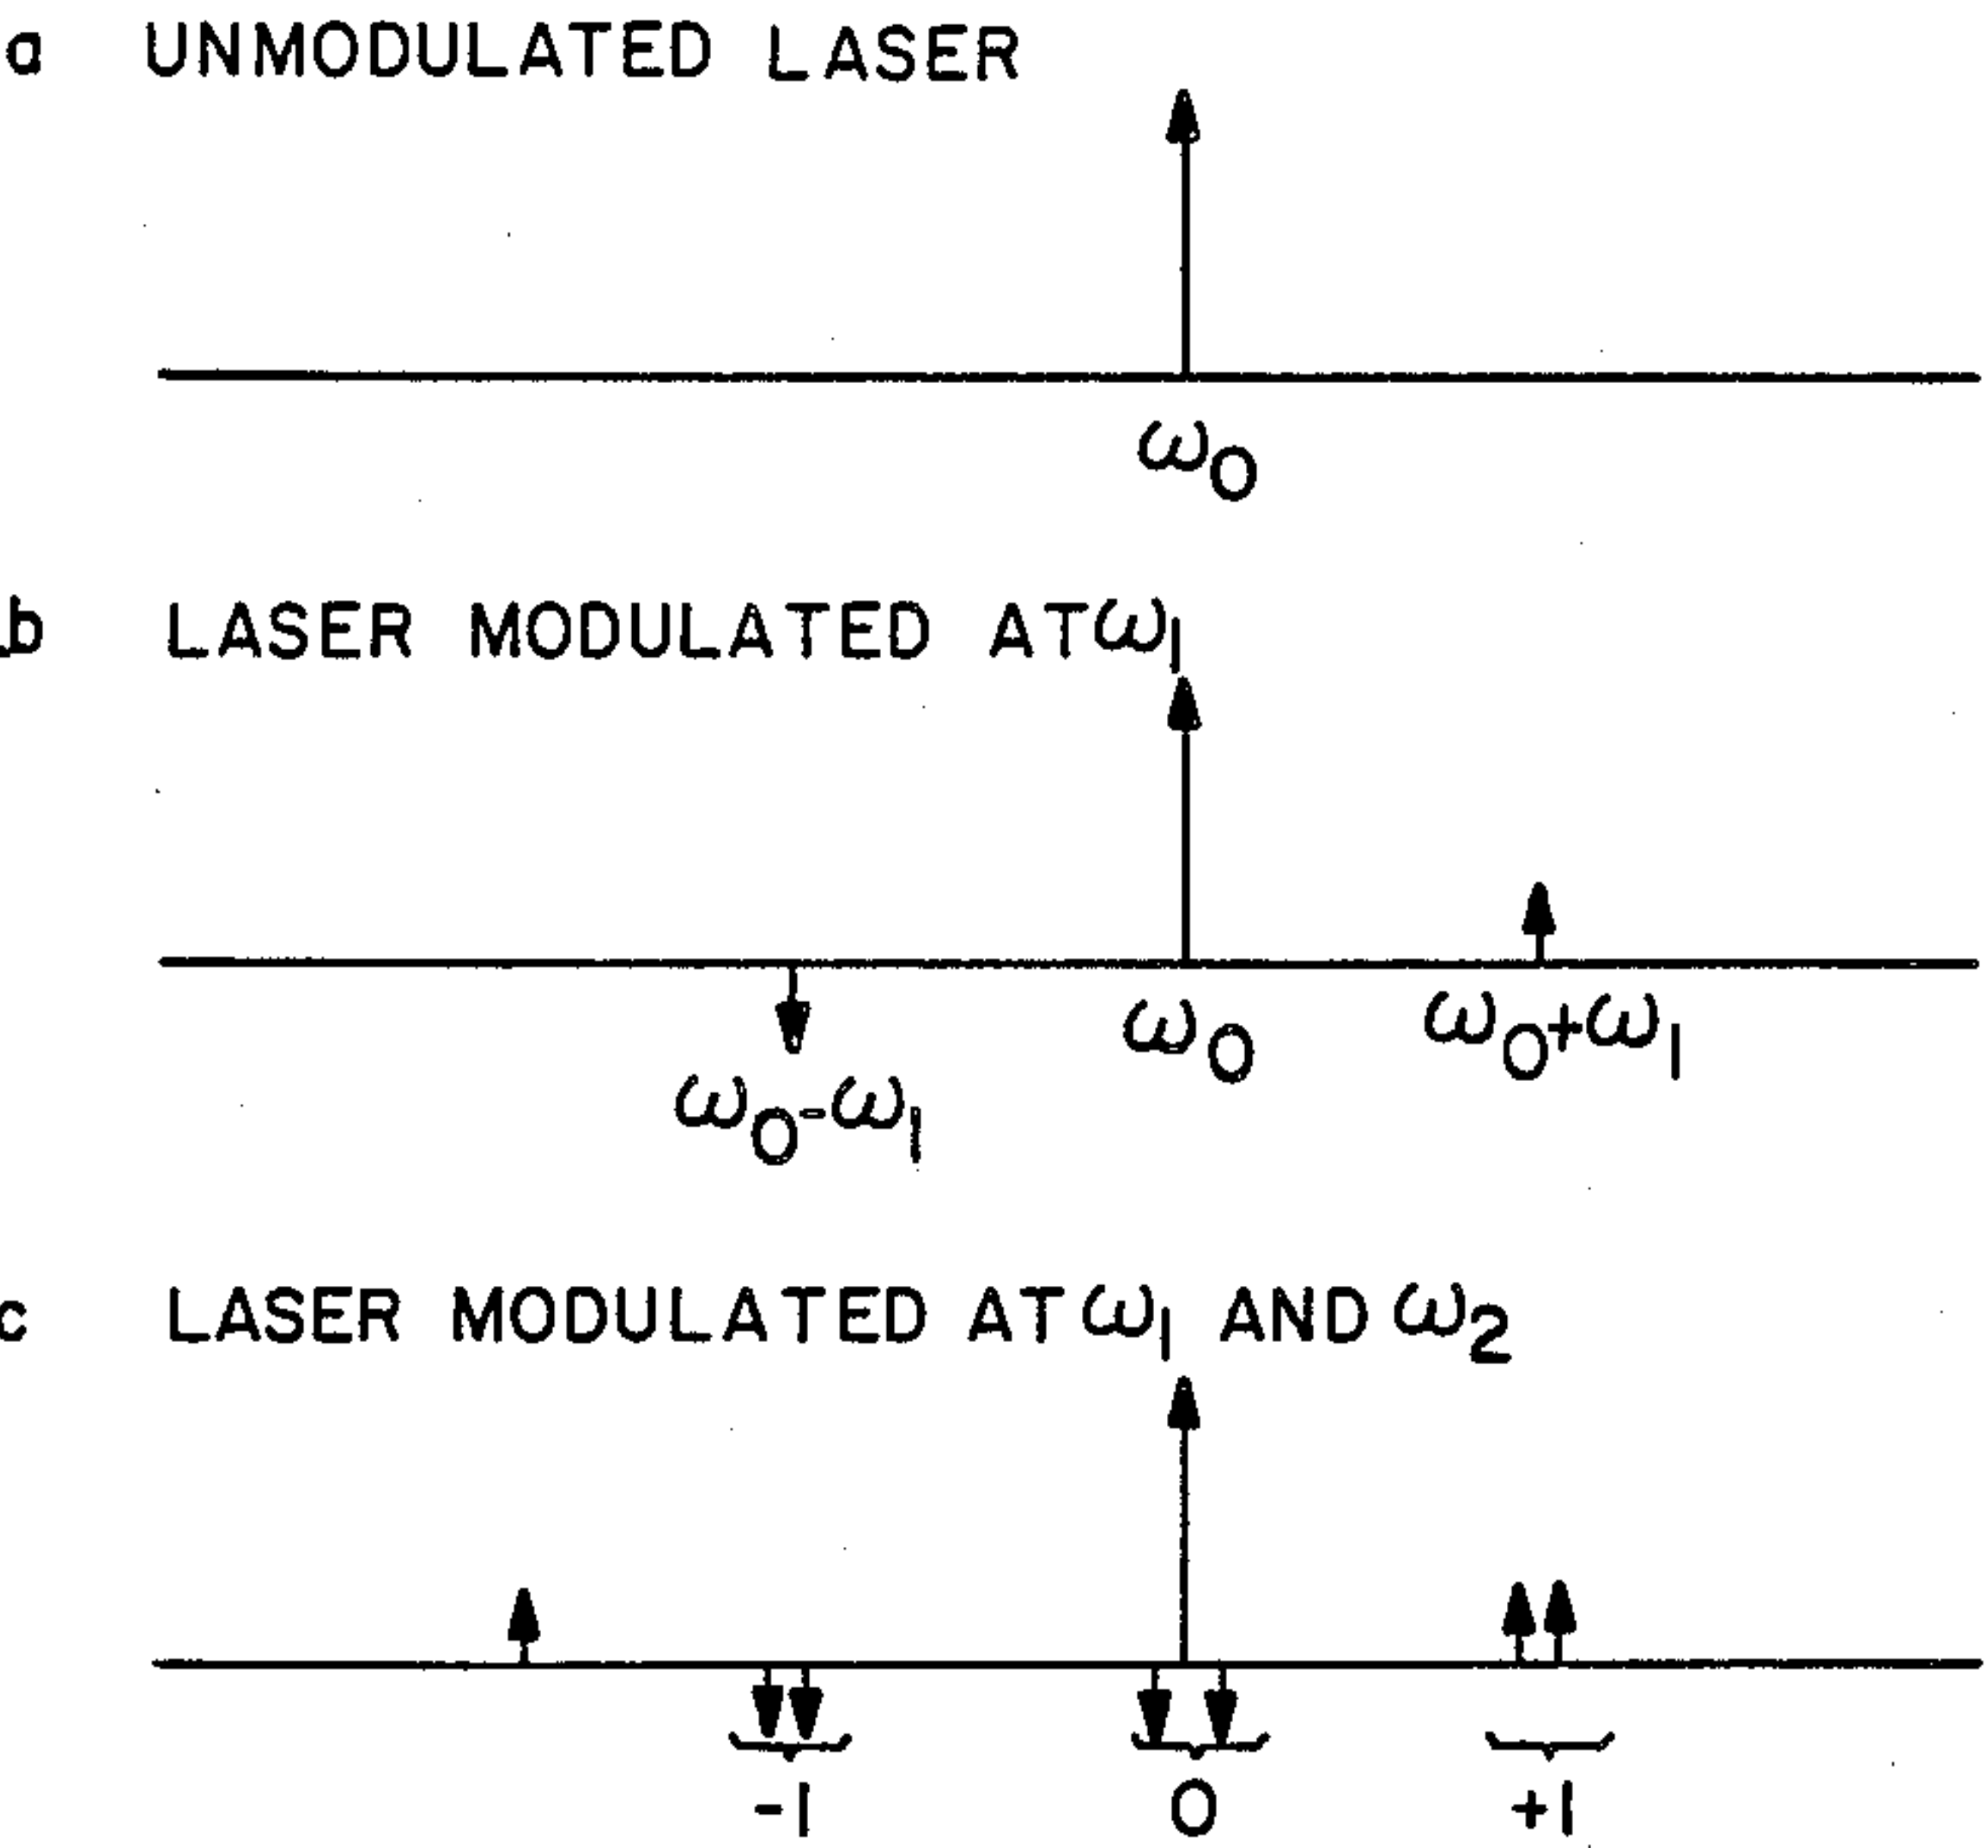 a UNMODULATED LASER
ω0
b LASER MODULATED AT ω1
ω0 ω0+ω1
ω0-ω1
c LASER MODULATED AT ω1 AND ω2
-1 0 +1